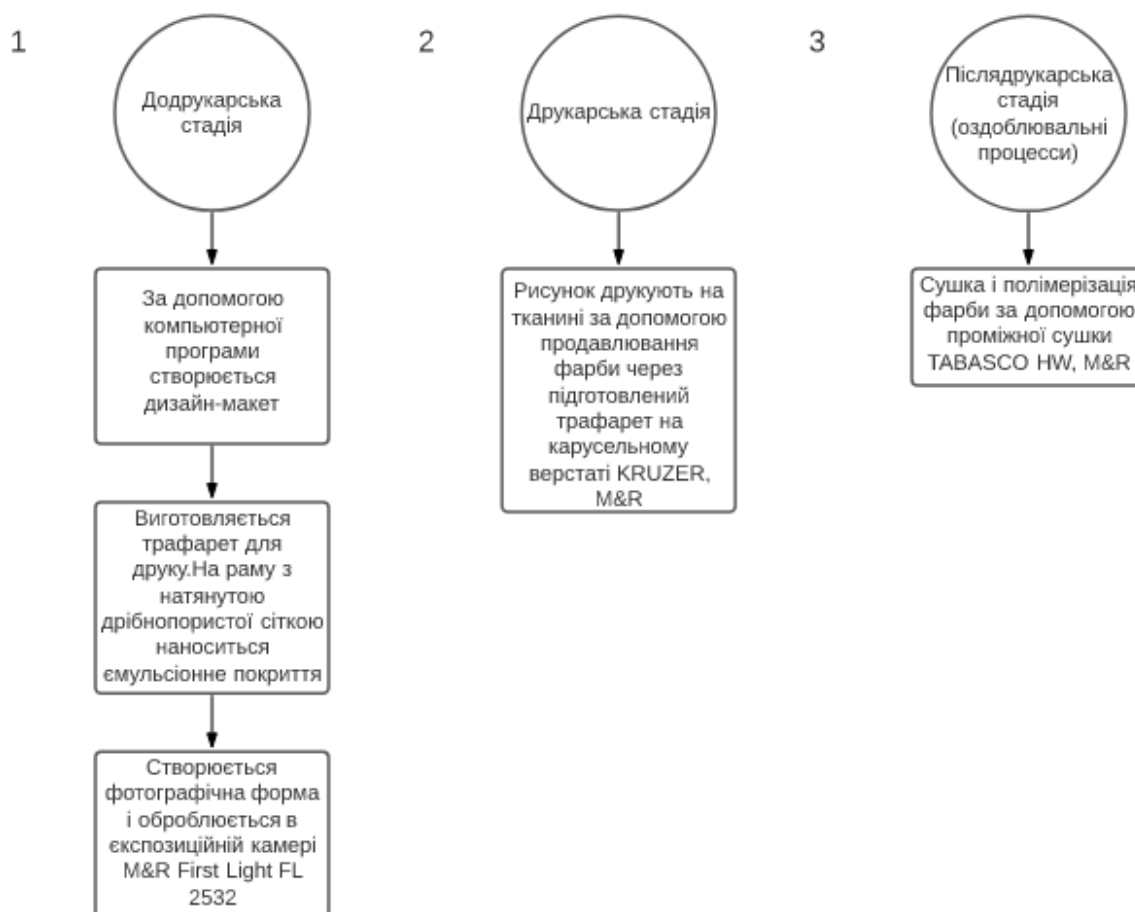 1
Додрукарська
стадія
За допомогою
компьютерної
програми
створюється
дизайн-макет
Виготовляється
трафарет для
друку.На раму з
натянутою
дрібнопористої сіткою
наноситься
ємульсіонне покриття
Створюється
фотографічна форма
і оброблюється в
єкспозиційній камері
M&R First Light FL
2532
2
Друкарська стадія
Рисунок друкують на
тканині за допомогою
продавлювання
фарби через
підготовлений
трафарет на
карусельному
верстаті KRUZER,
M&R
3
Післядрукарська
стадія
(оздоблювальні
процесси)
Сушка і полімерізація
фарби за допомогою
проміжної сушки
TABASCO HW, M&R